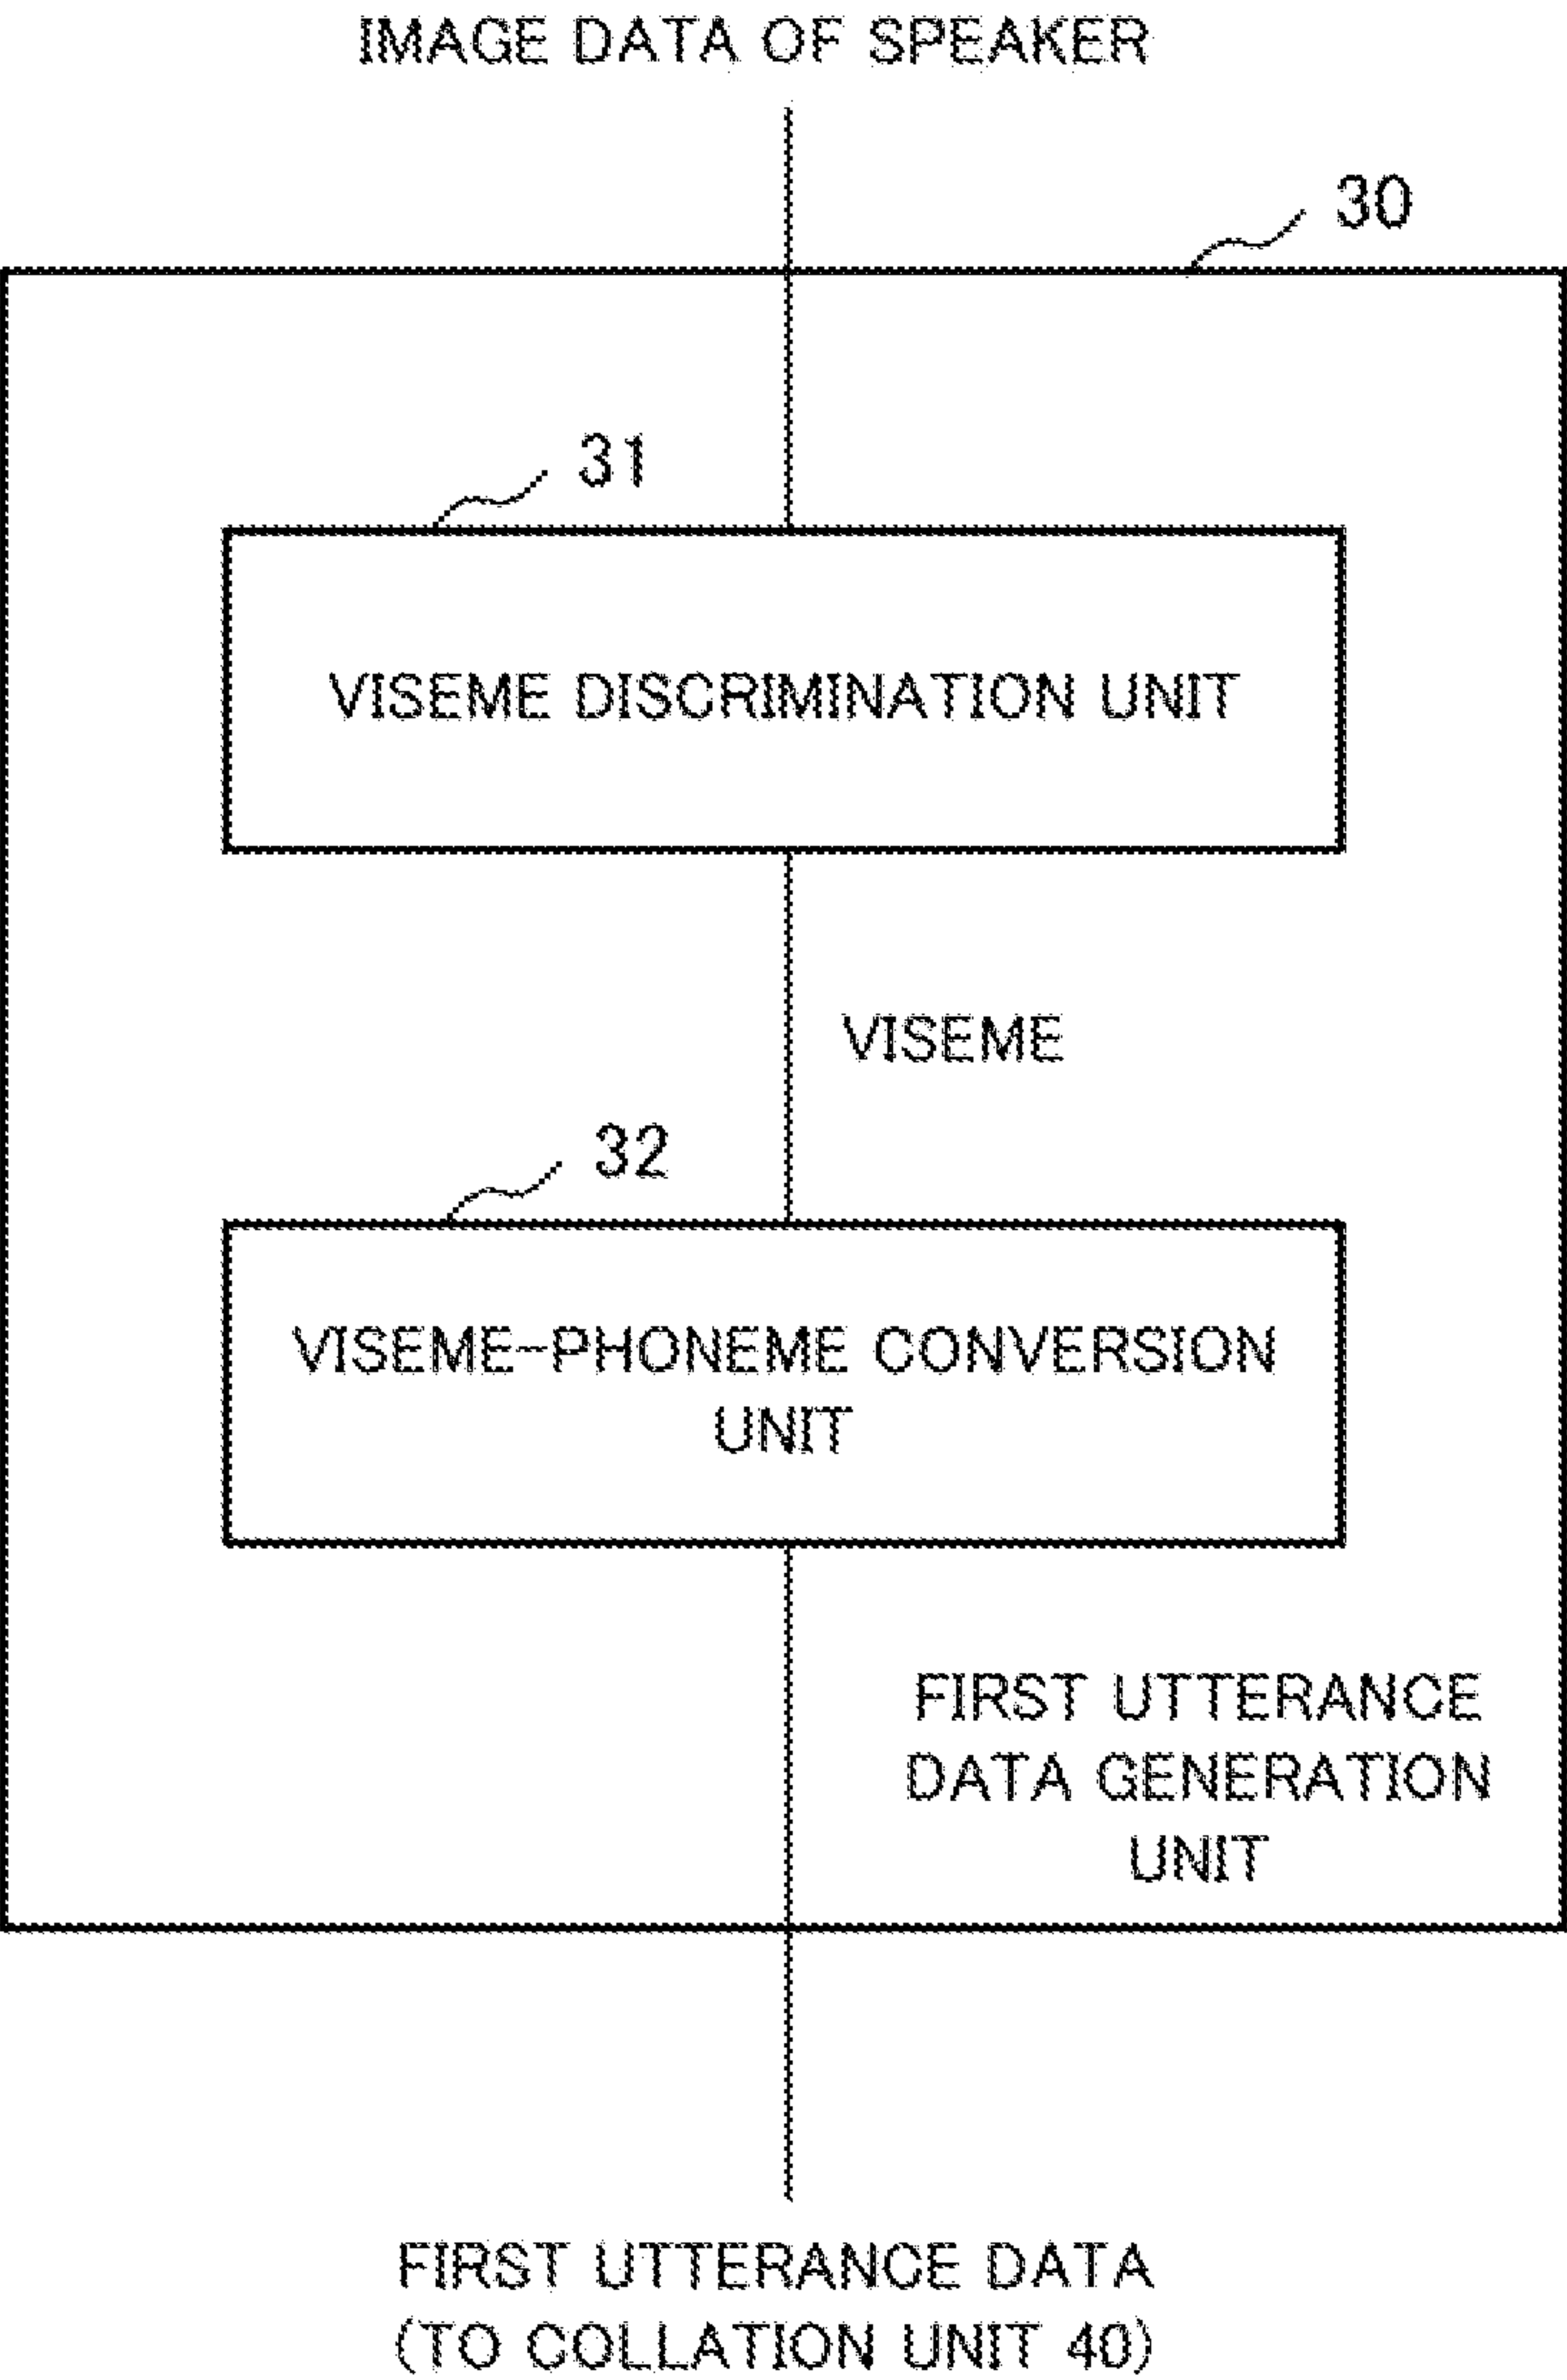 IMAGE DATA OF SPEAKER
30
31
VISEME DISCRIMINATION UNIT
VISEME
32
VISEME-PHONEME CONVERSION
UNIT
FIRST UTTERANCE
DATA GENERATION
UNIT
FIRST UTTERANCE DATA
(TO COLLATION UNIT 40)